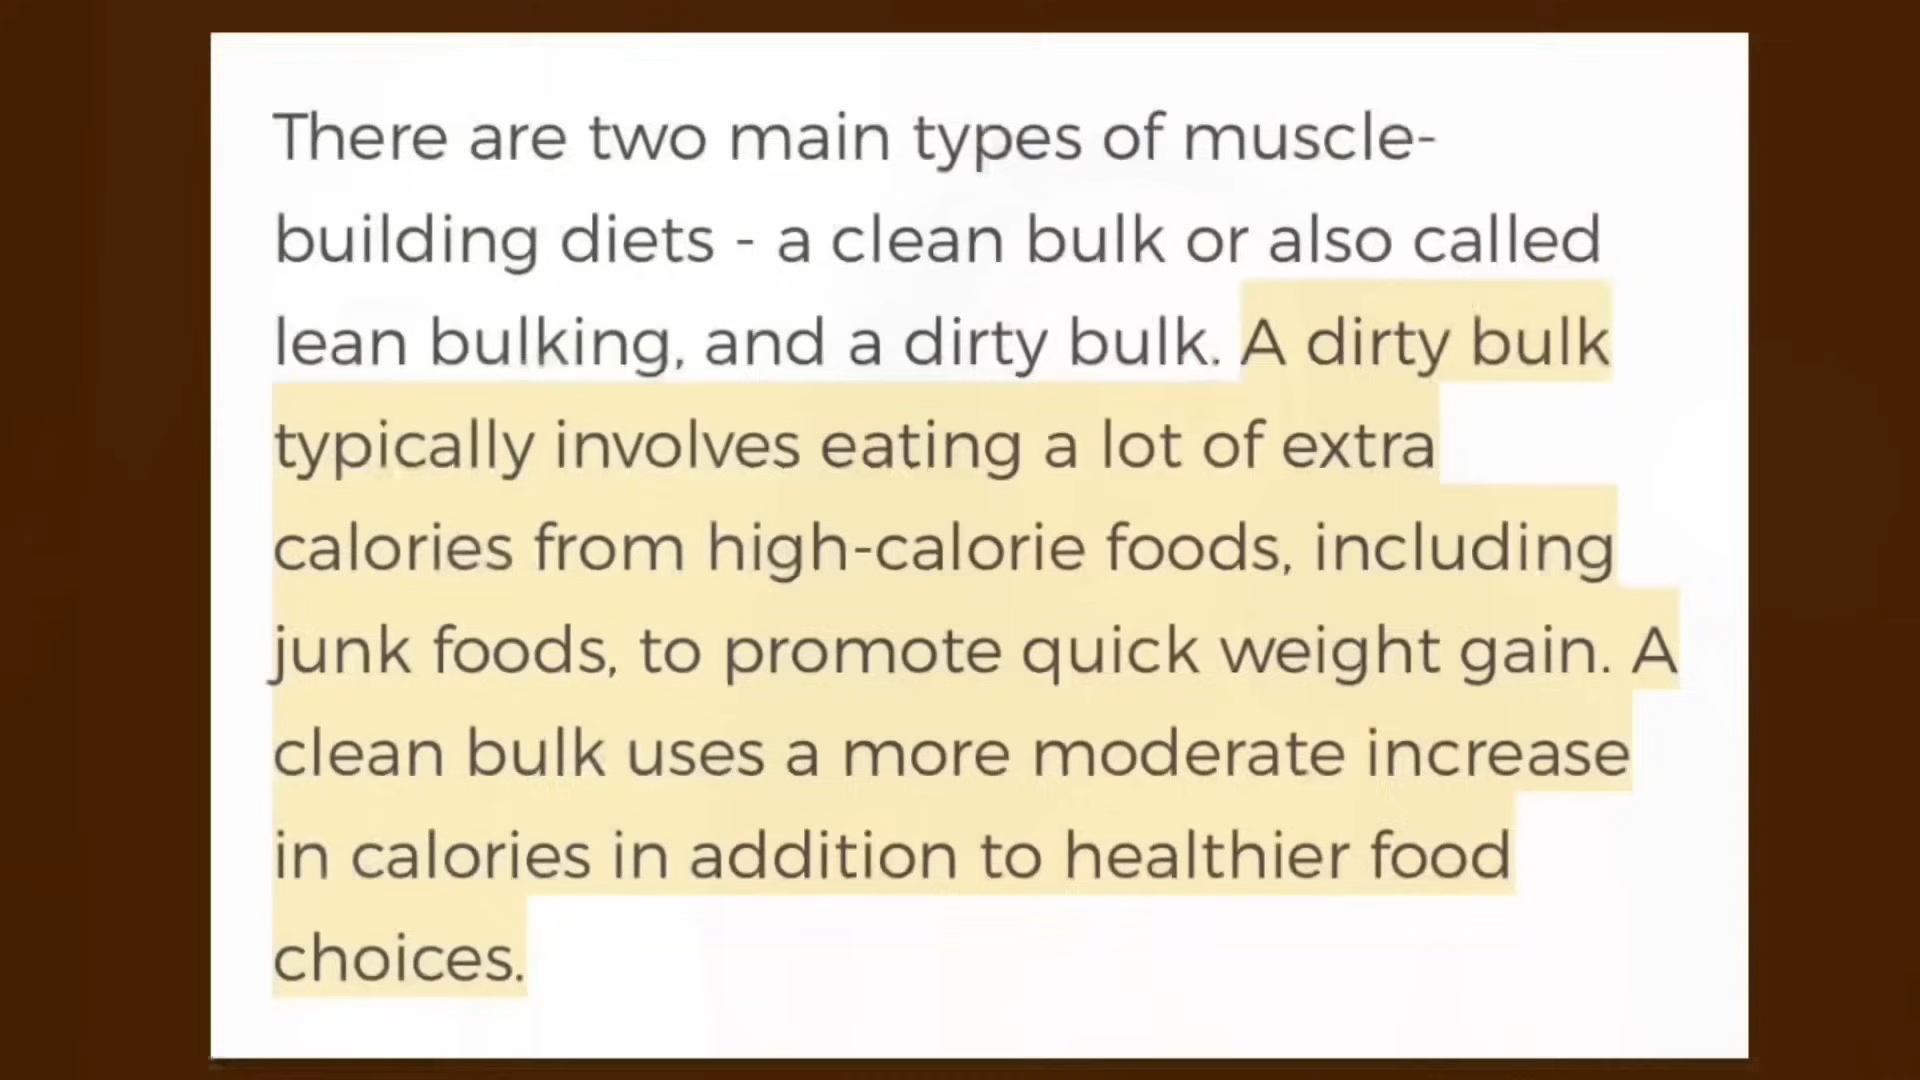 There are two main types of muscle-
building diets - a clean bulk or also called
lean bulking, and a dirty bulk. A dirty bulk
typically involves eating a lot of extra
calories from high-calorie foods, including
junk foods, to promote quick weight gain. A
clean bulk uses a more moderate increase
in calories in addition to healthier food
choices.